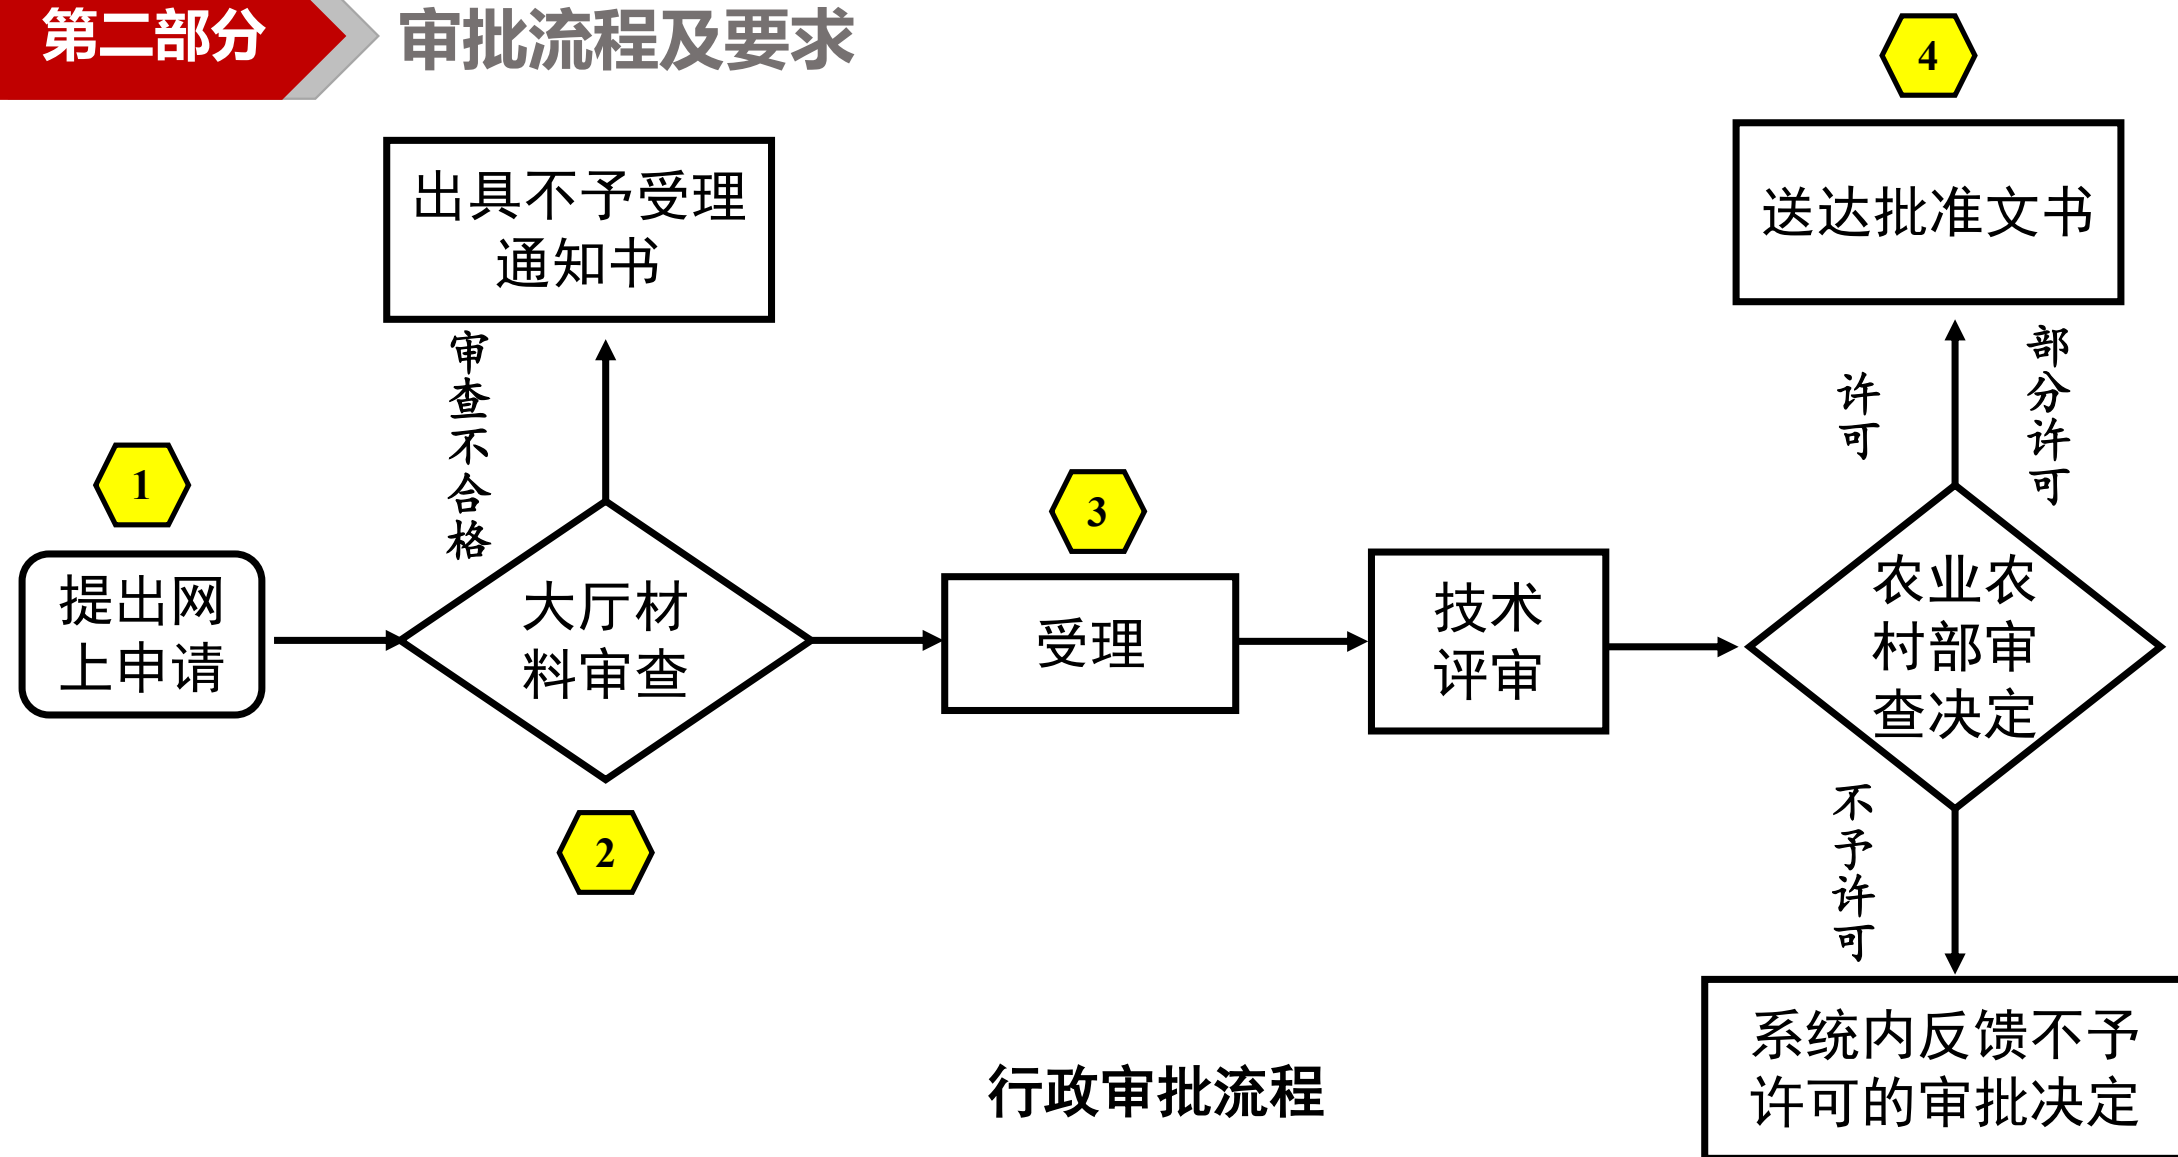 第二部分
审批流程及要求
4
出具不予受理
通知书
送达批准文书
审查不合格
许可
部分许可
1
3
2
提出网
上申请
大厅材
料审查
受理
技术
评审
农业农
村部审
查决定
不予许可
系统内反馈不予
许可的审批决定
行政审批流程